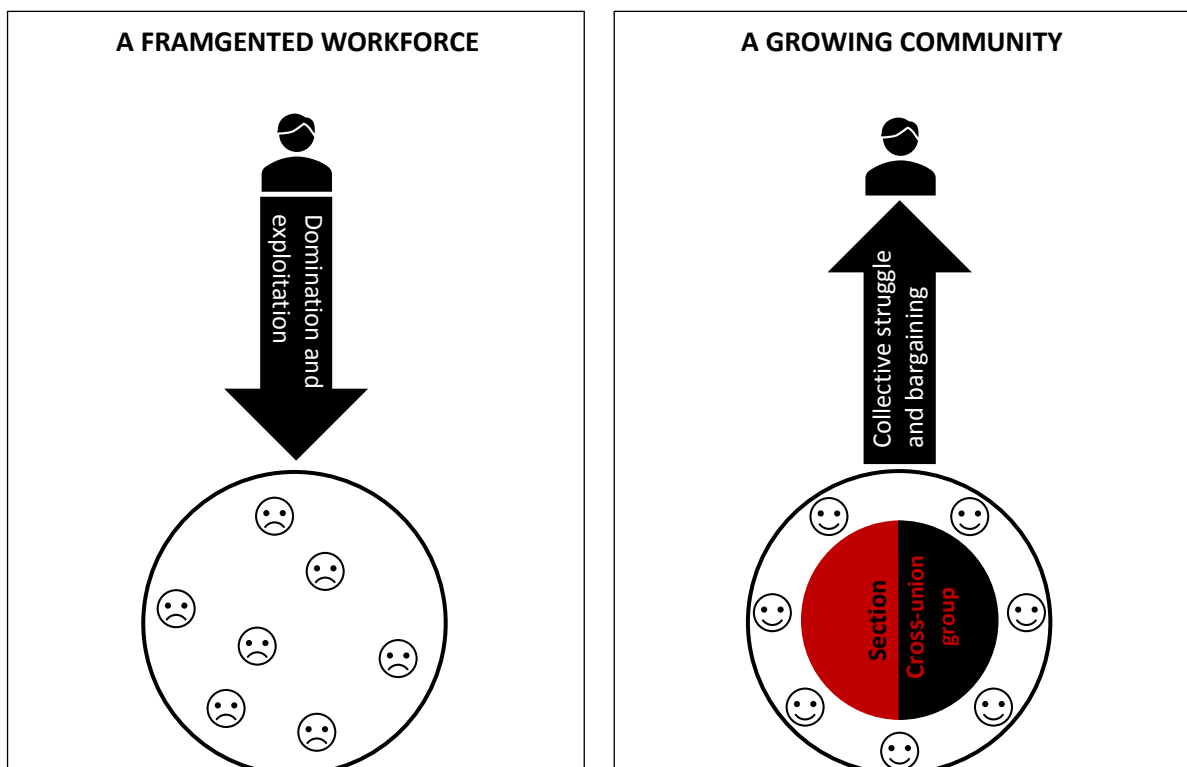 A FRAMGENTED WORKFORCE
Domination and
exploitation
A GROWING COMMUNITY
Collective struggle
and bargaining
Section
Cross-union
group